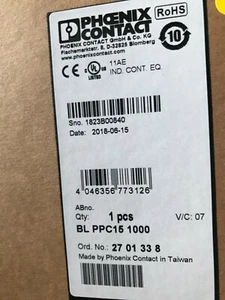 PHOENIX
CONTACT
RoHS
PHOENIX CONTACT GmbH & Co. KG
Flachsmarktstr. 8, D-32825 Blomberg
10
11AE
IND. CONT. EQ.
Sno. 1823B00840
Date: 2018-06-15
4 046356 773126
ABno.
Qty: 1 pcs
V/C: 07
BL PPC15 1000
Ord. No.: 27 01 33 8
Made by Phoenix Contact in Taiwan